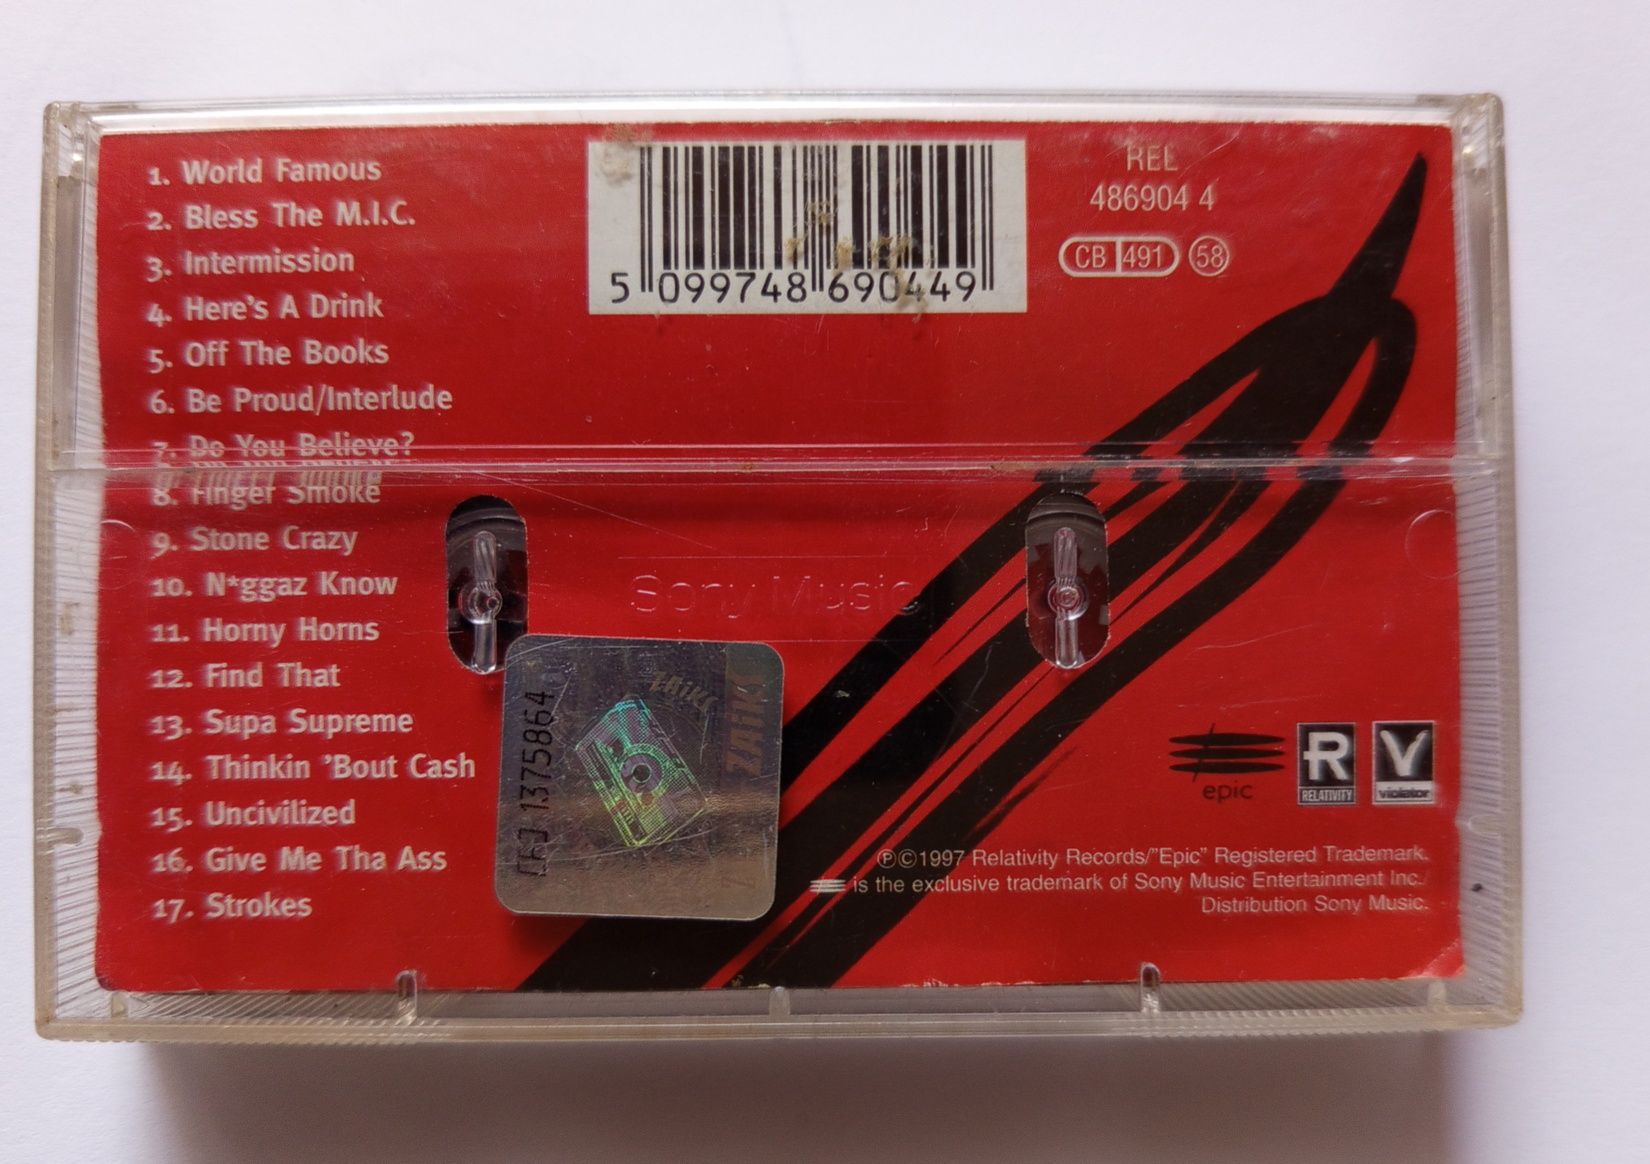 1. World Famous
2. Bless The M.I.C.
3. Intermission
4. Here's A Drink
5. Off The Books
6. Be Proud/Interlude
7. Do You Believe?
8. Finger Smoke
9. Stone Crazy
10. N*ggaz Know
11. Horny Horns
12. Find That
13. Supa Supreme
14. Thinkin 'Bout Cash
15. Uncivilized
16. Give Me Tha Ass
17. Strokes
5 099748 690449
REL
486904 4
CB 491 58
Sony Music
1375864
ZAiKS
ZAiKS
epic
R
RELATIVITY
V
violator
℗©1997 Relativity Records/"Epic" Registered Trademark.
is the exclusive trademark of Sony Music Entertainment Inc./
Distribution Sony Music.